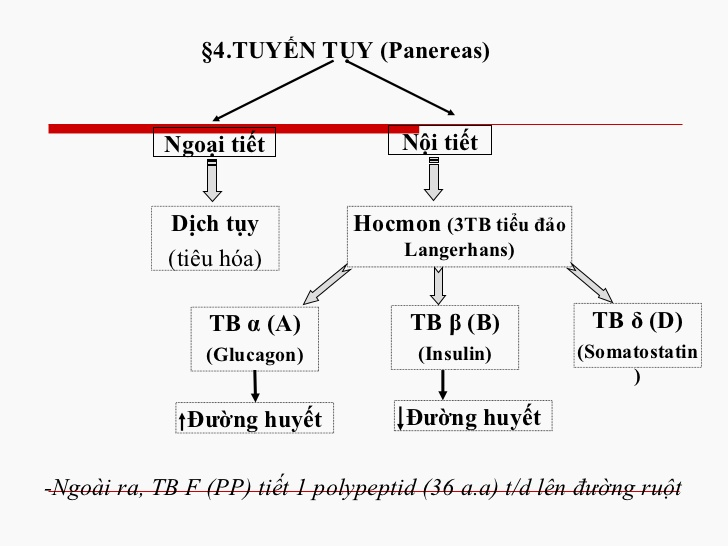 §4.TUYẾN TỤY (Panereas)
Ngoại tiết
Nội tiết
Dịch tụy
(tiêu hóa)
Hocmon (3TB tiểu đảo
Langerhans)
TB α (A)
(Glucagon)
TB β (B)
(Insulin)
TB δ (D)
(Somatostatin
)
↑Đường huyết
↓Đường huyết
-Ngoài ra, TB F (PP) tiết 1 polypeptid (36 a.a) t/d lên đường ruột